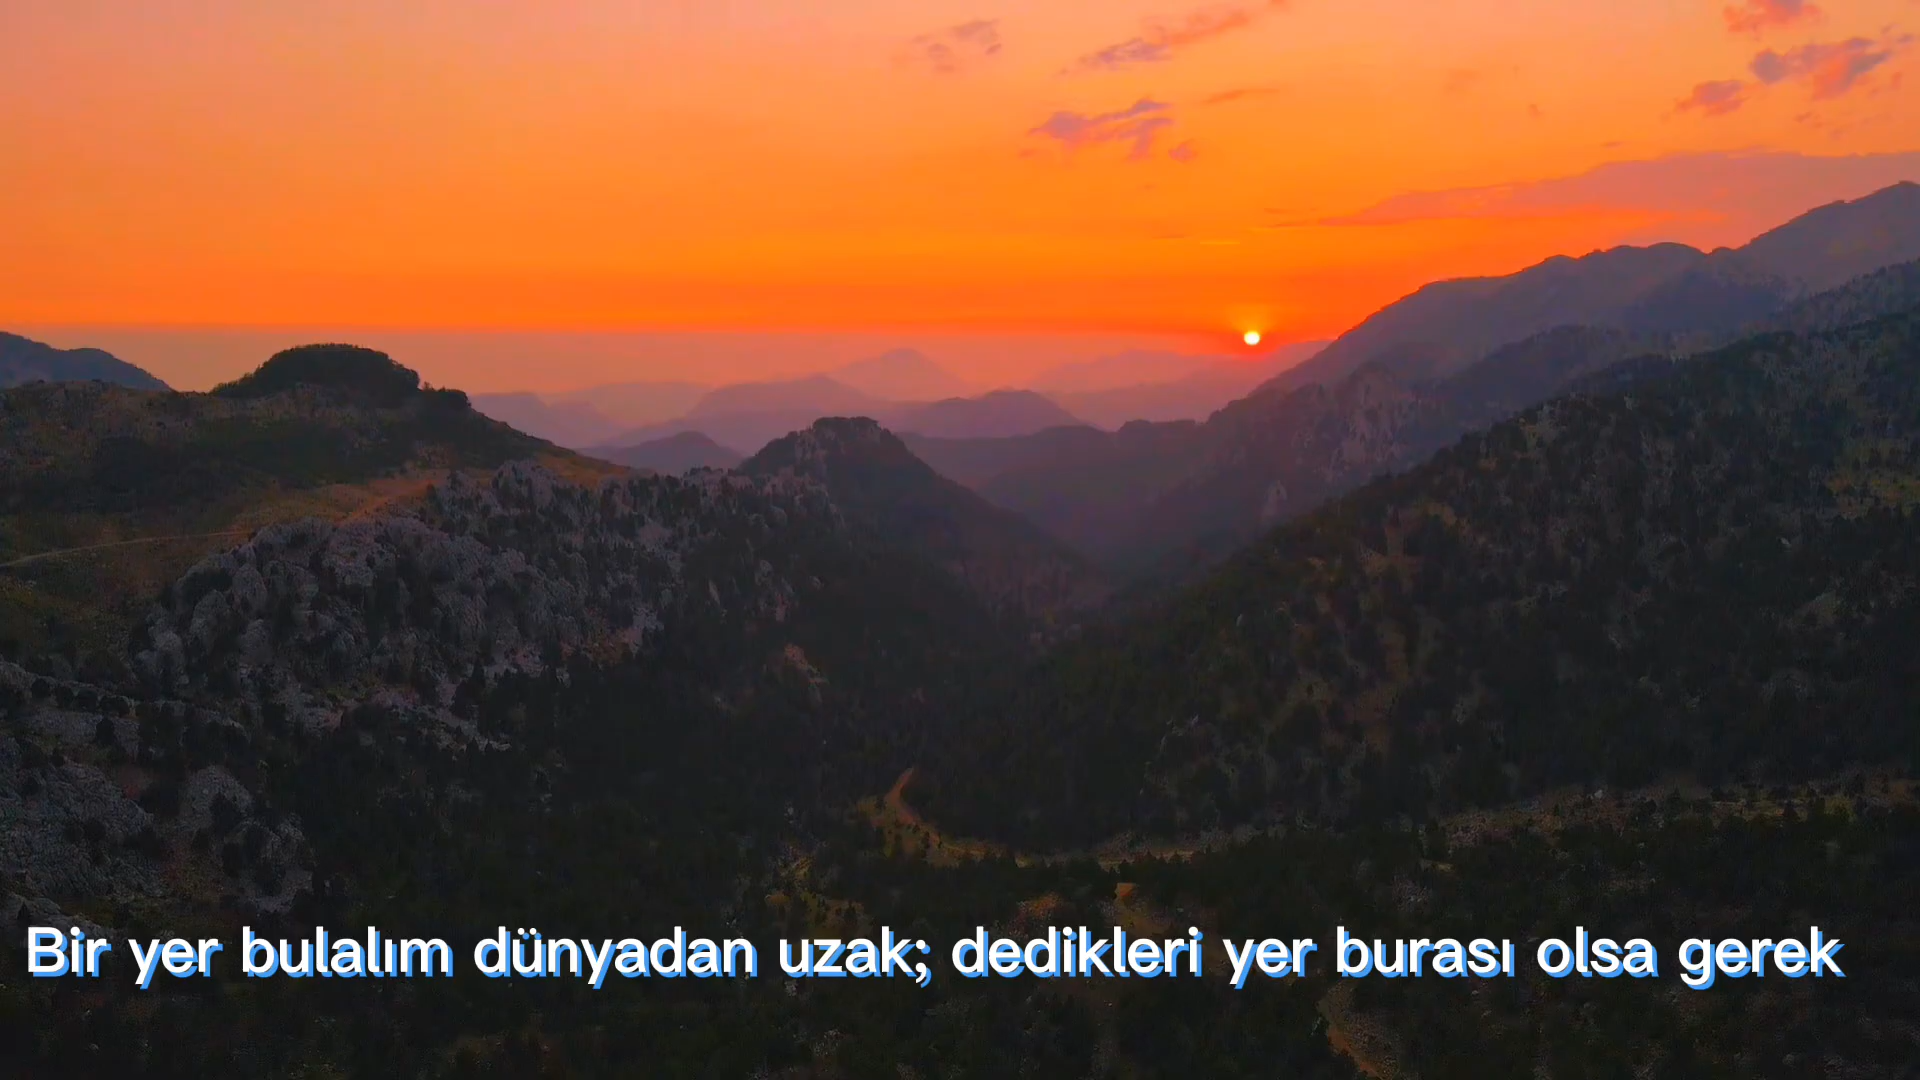 Bir yer bulalım dünyadan uzak; dedikleri yer burası olsa gerek